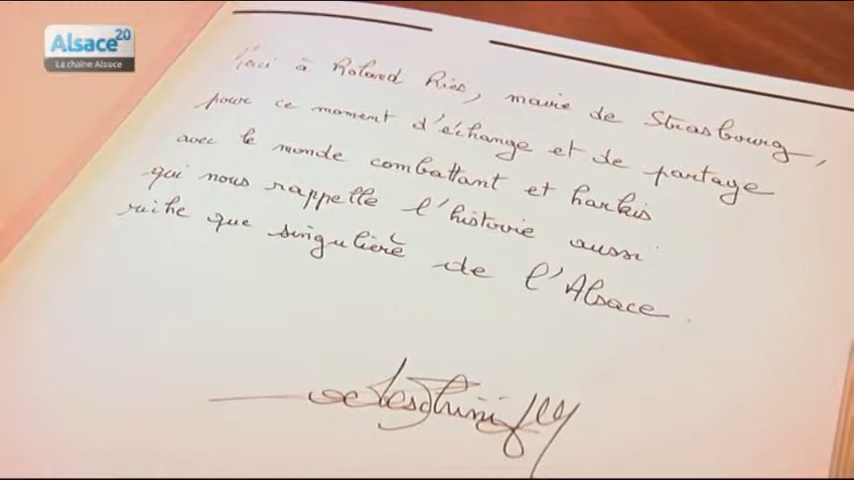 Alsace20
La chaîne Alsace
Merci à Roland Ries, maire de Strasbourg,
pour ce moment d'échange et de partage
avec le monde combattant et harkis
qui nous rappelle l'histoire aussi
riche que singulière de l'Alsace.